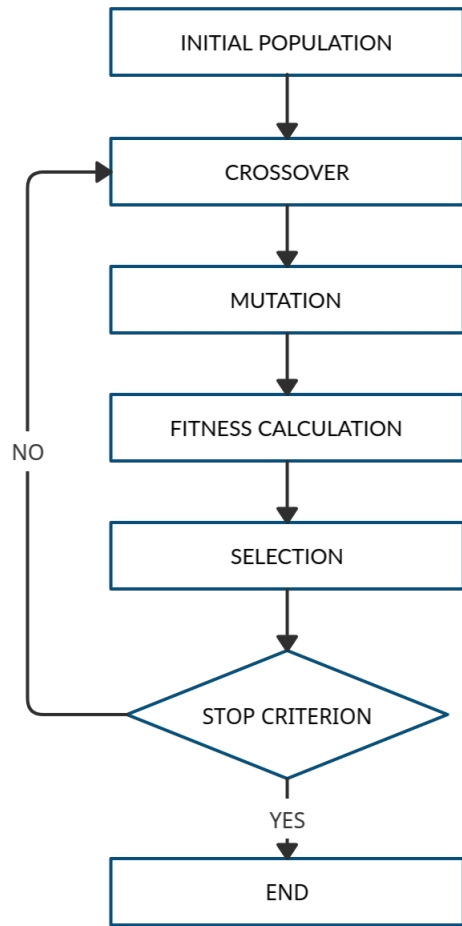 INITIAL POPULATION
CROSSOVER
MUTATION
FITNESS CALCULATION
NO
SELECTION
STOP CRITERION
YES
END